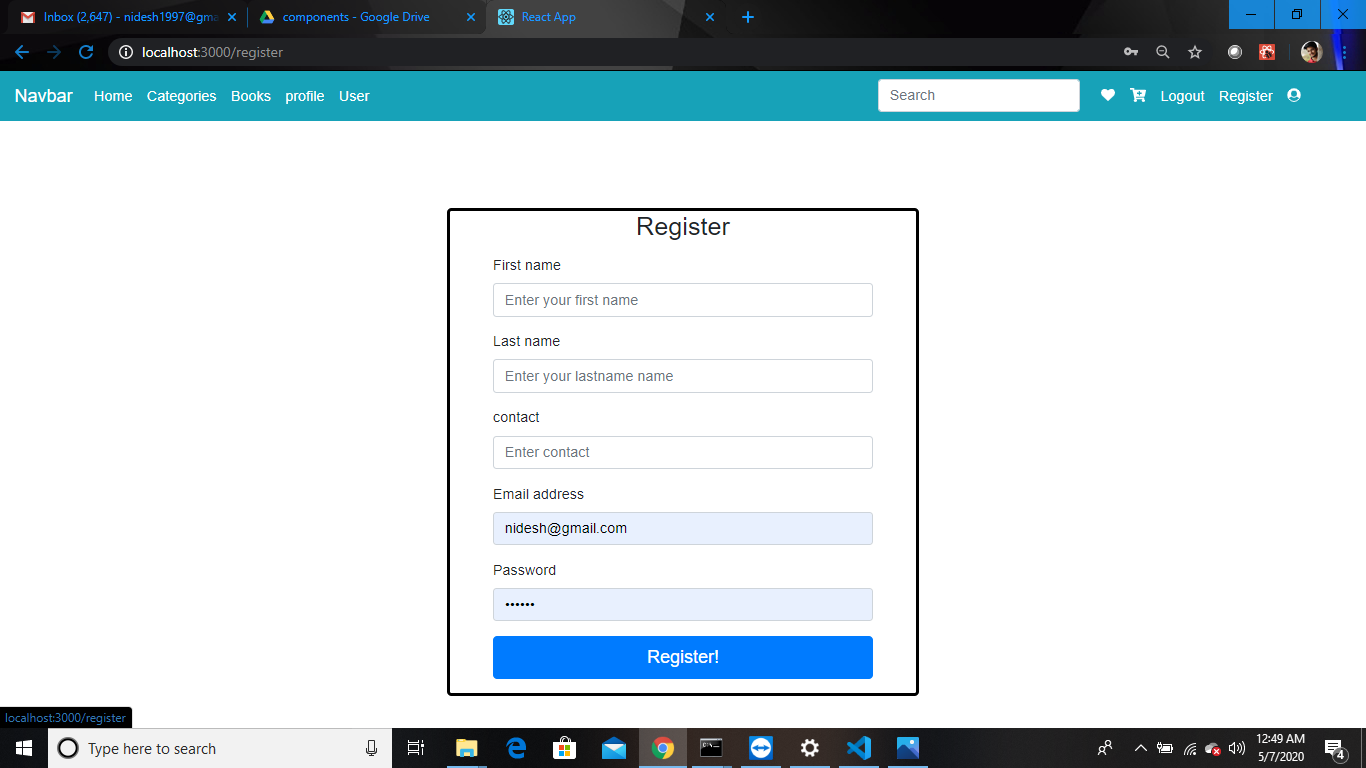 Inbox (2,647) - nidesh1997@gma
components - Google Drive
React App
localhost:3000/register
Navbar Home Categories Books profile User Search Logout Register
Register
First name
Enter your first name
Last name
Enter your lastname name
contact
Enter contact
Email address
nidesh@gmail.com
Password
••••••
Register!
localhost:3000/register
Type here to search
12:49 AM
5/7/2020
4